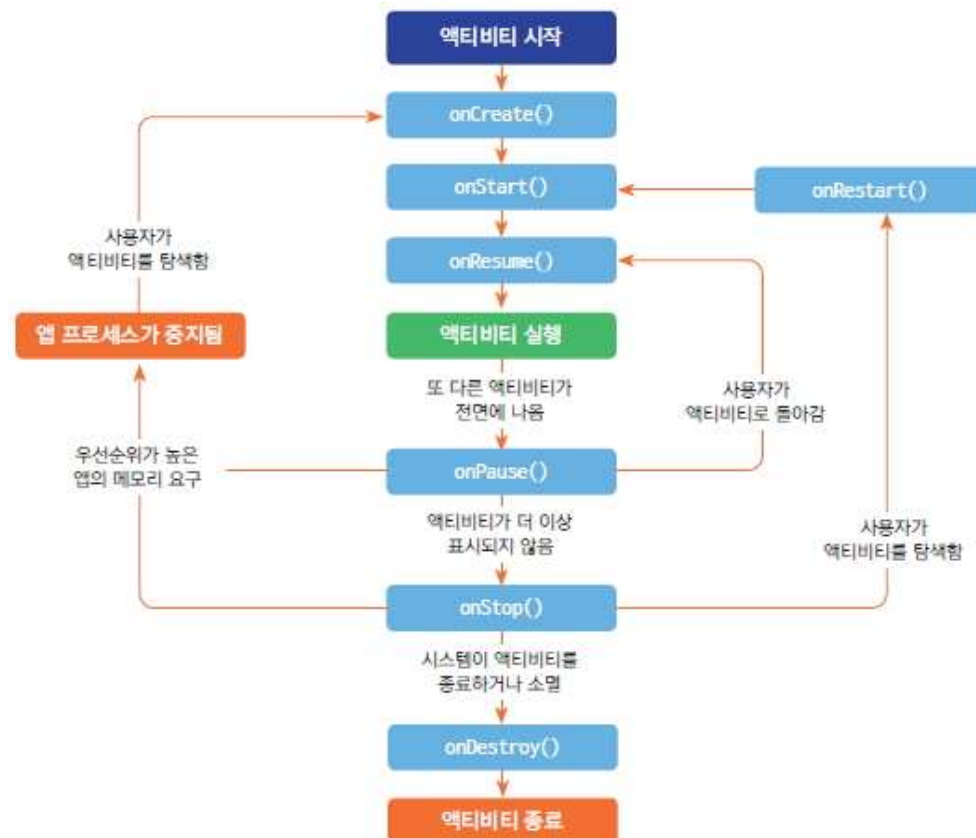 액티비티 시작
onCreate()
onStart()
onRestart()
사용자가
액티비티를 탐색함
onResume()
앱 프로세스가 중지됨
액티비티 실행
또 다른 액티비티가
전면에 나옴
사용자가
액티비티로 돌아감
우선순위가 높은
앱의 메모리 요구
onPause()
액티비티가 더 이상
표시되지 않음
사용자가
액티비티를 탐색함
onStop()
시스템이 액티비티를
종료하거나 소멸
onDestroy()
액티비티 종료